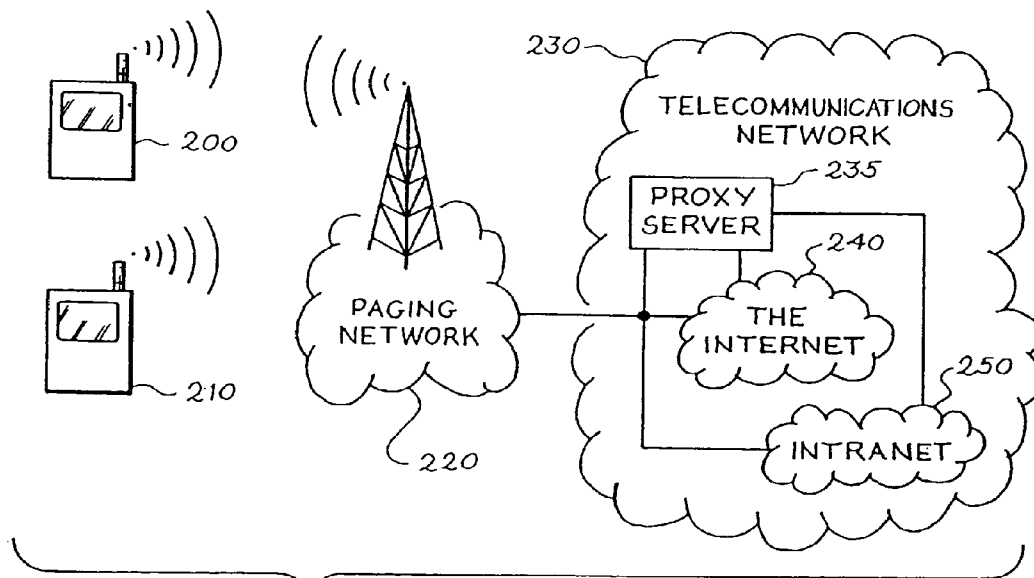 200
210
PAGING
NETWORK
220
230
TELECOMMUNICATIONS
NETWORK
235
PROXY
SERVER
240
THE
INTERNET
250
INTRANET